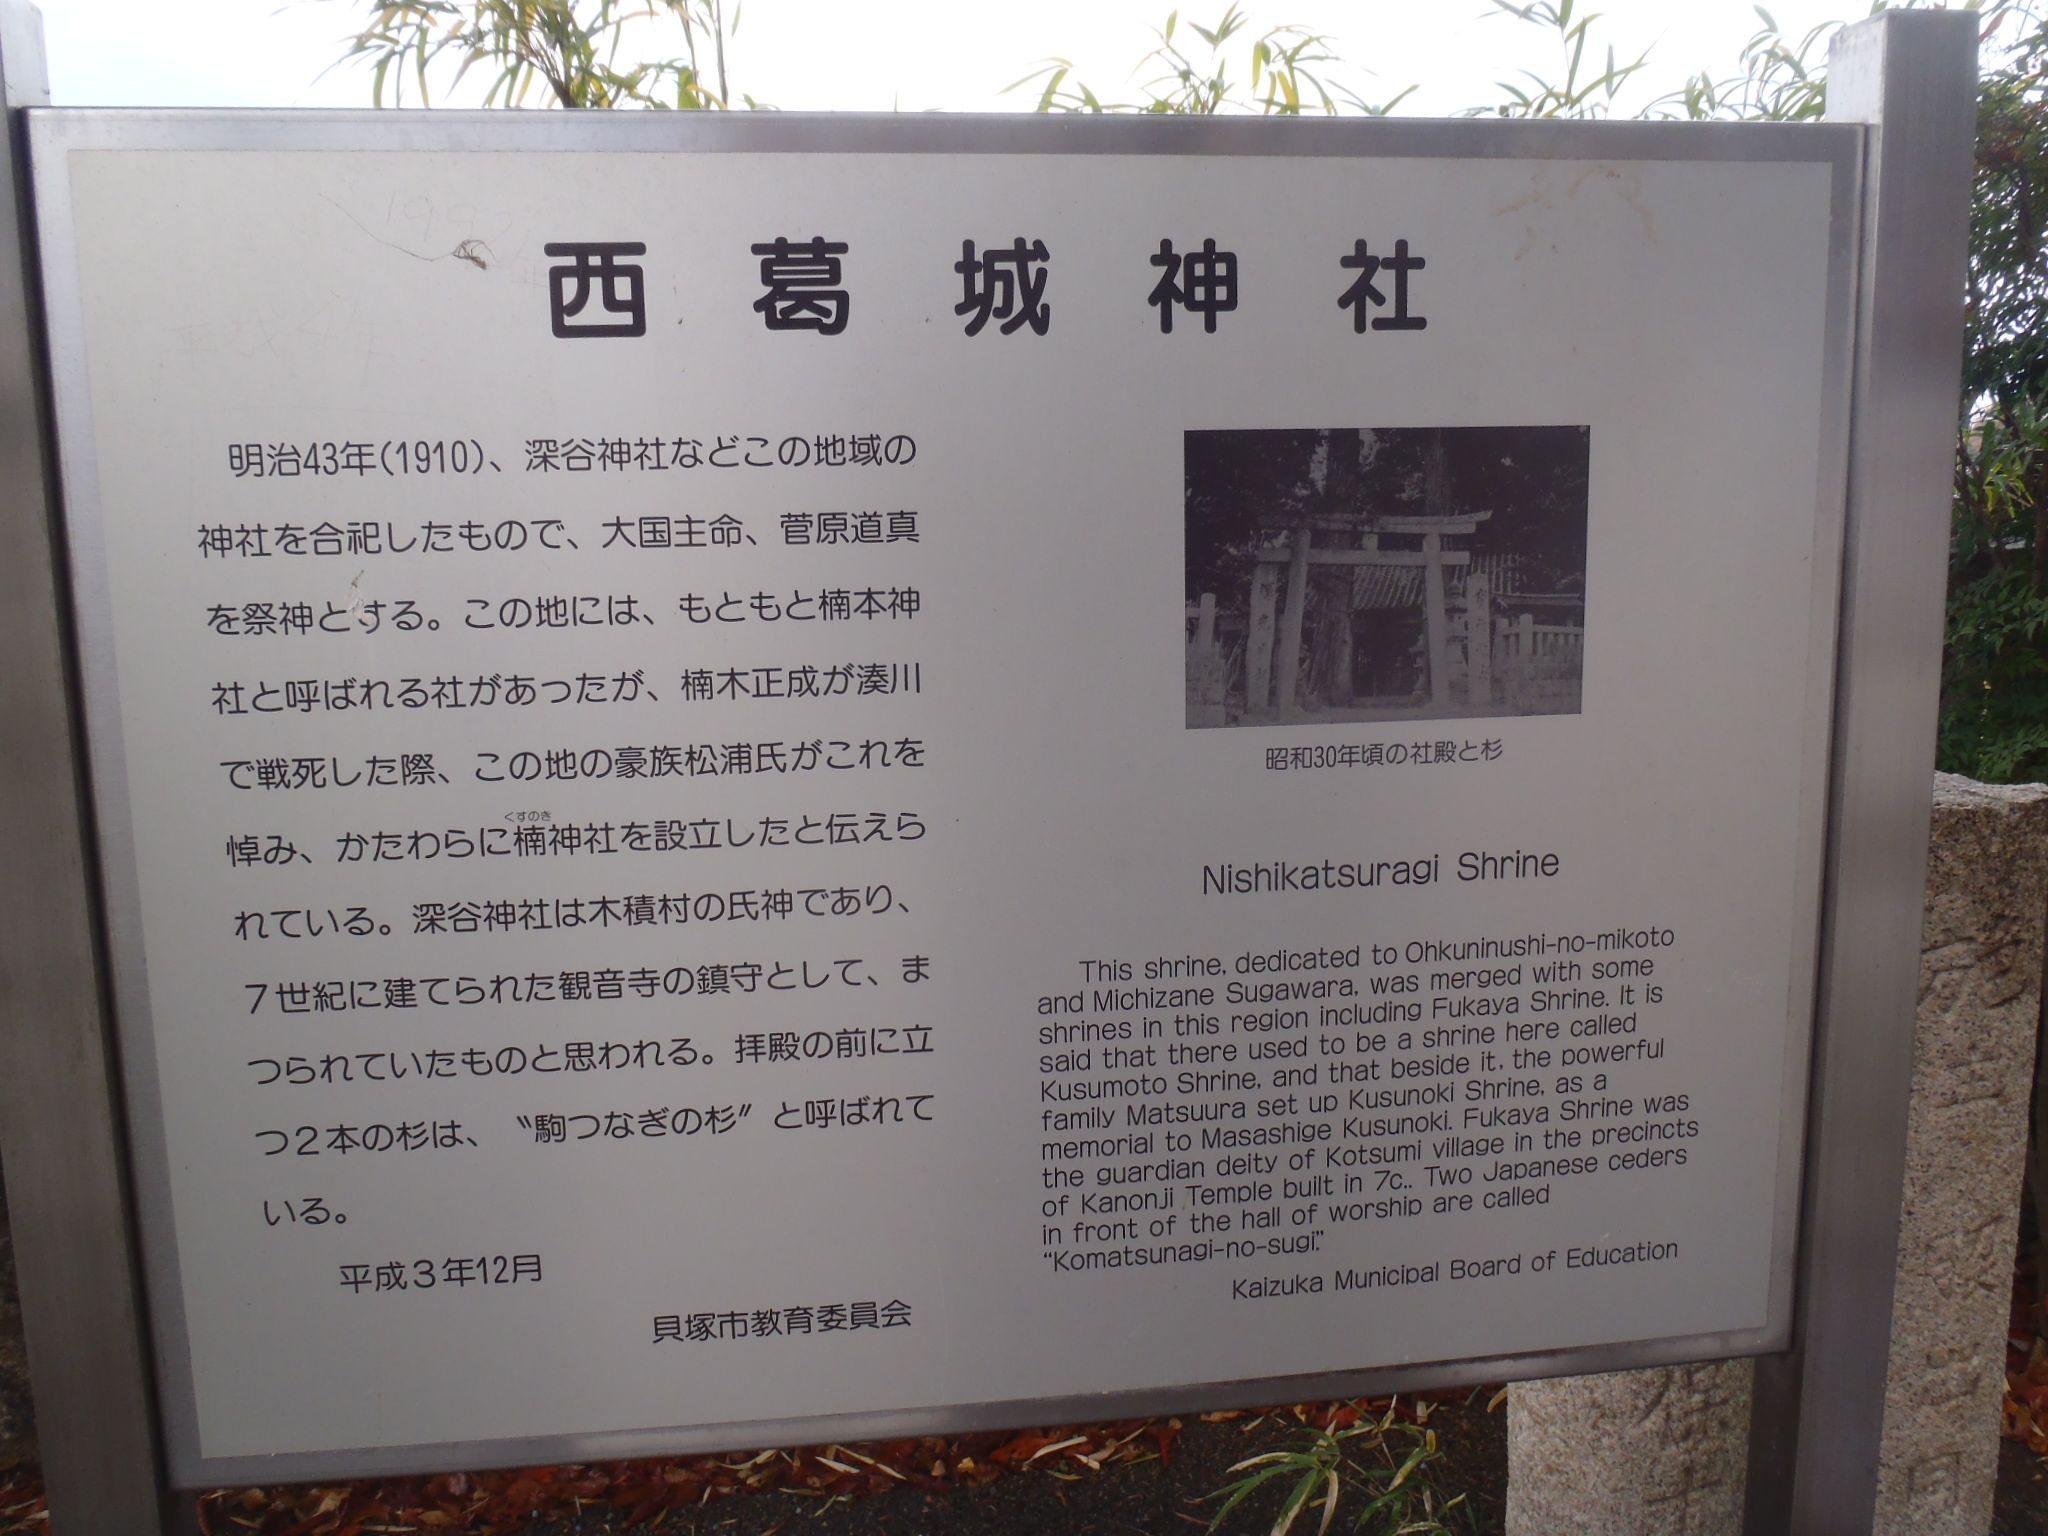 西葛城神社
明治43年(1910)、深谷神社などこの地域の
神社を合祀したもので、大国主命、菅原道真
を祭神とする。この地には、もともと楠本神
社と呼ばれる社があったが、楠木正成が湊川
で戦死した際、この地の豪族松浦氏がこれを
くすのき
悼み、かたわらに楠神社を設立したと伝えら
れている。深谷神社は木積村の氏神であり、
7世紀に建てられた観音寺の鎮守として、ま
つられていたものと思われる。拝殿の前に立
つ2本の杉は、〝駒つなぎの杉〞と呼ばれて
いる。
平成3年12月
貝塚市教育委員会
昭和30年頃の社殿と杉
Nishikatsuragi Shrine
This shrine, dedicated to Ohkuninushi-no-mikoto
and Michizane Sugawara, was merged with some
shrines in this region including Fukaya Shrine. It is
said that there used to be a shrine here called
Kusumoto Shrine, and that beside it, the powerful
family Matsuura set up Kusunoki Shrine, as a
memorial to Masashige Kusunoki. Fukaya Shrine was
the guardian deity of Kotsumi village in the precincts
of Kanonji Temple built in 7c.. Two Japanese ceders
in front of the hall of worship are called
“Komatsunagi-no-sugi.”
Kaizuka Municipal Board of Education